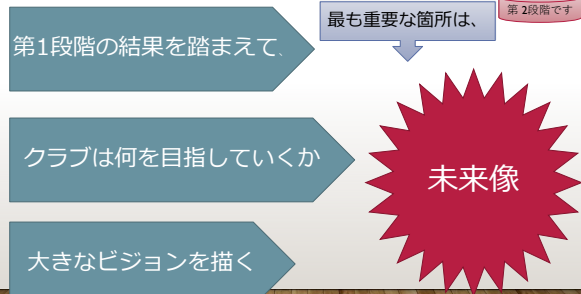 第2段階です
最も重要な箇所は、
第1段階の結果を踏まえて、
クラブは何を目指していくか
未来像
大きなビジョンを描く